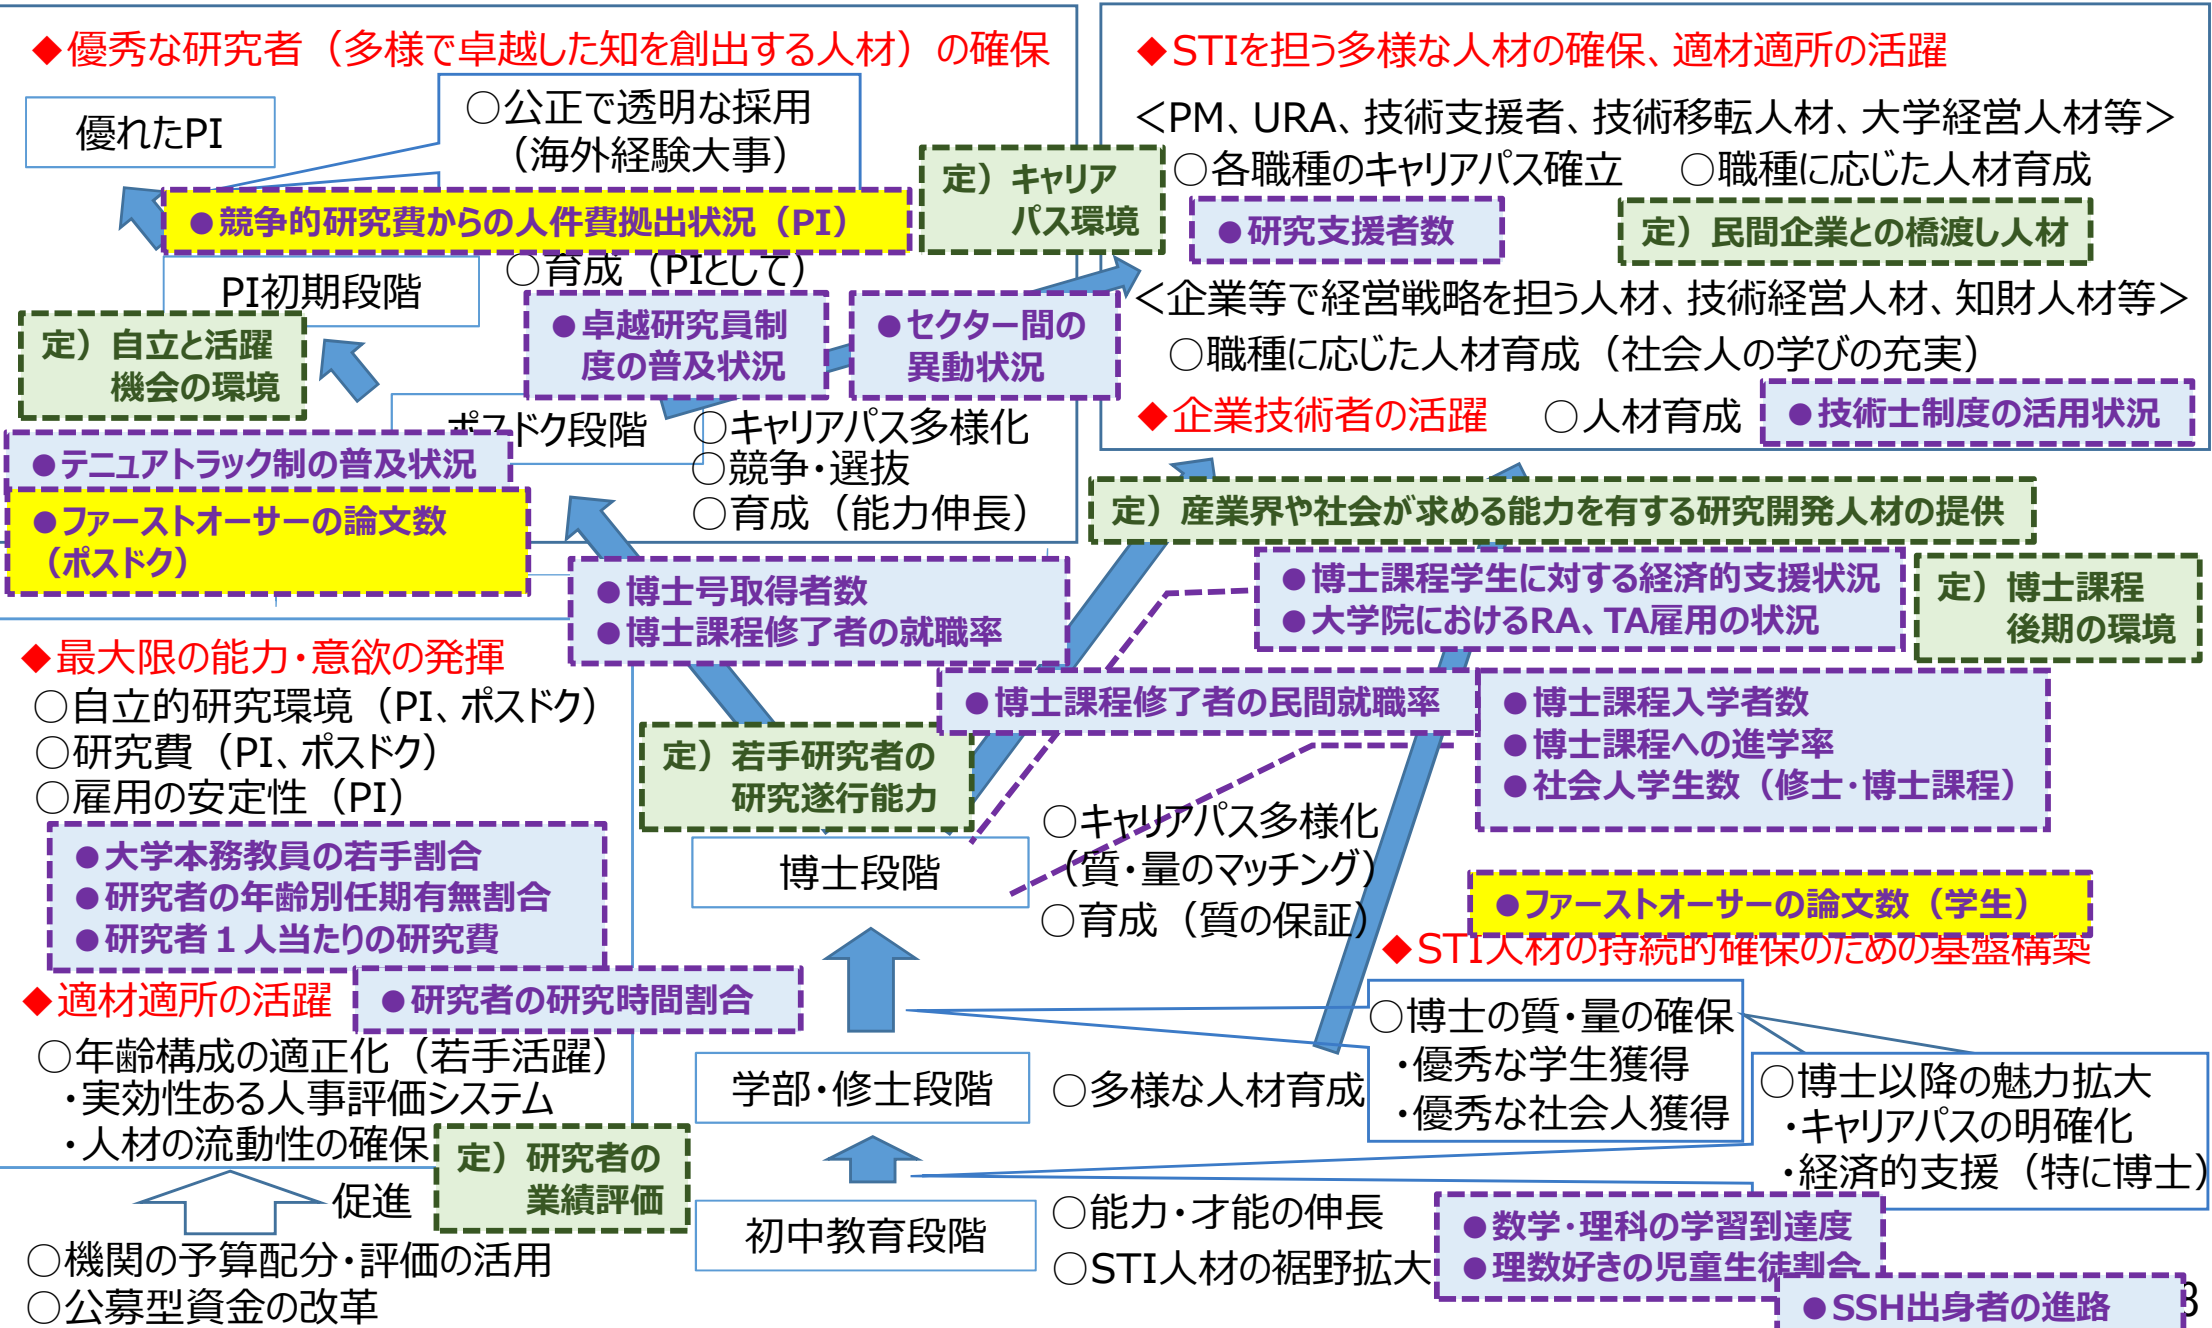 ◆優秀な研究者（多様で卓越した知を創出する人材）の確保
優れたPI
○公正で透明な採用
（海外経験大事）
●競争的研究費からの人件費拠出状況（PI）
定）キャリア
パス環境
○育成（PIとして）
PI初期段階
定）自立と活躍
機会の環境
●卓越研究員制
度の普及状況
●セクター間の
異動状況
ポスドク段階
○キャリアパス多様化
○競争・選抜
○育成（能力伸長）
●テニュアトラック制の普及状況
●ファーストオーサーの論文数
（ポスドク）
◆STIを担う多様な人材の確保、適材適所の活躍
＜PM、URA、技術支援者、技術移転人材、大学経営人材等＞
○各職種のキャリアパス確立　○職種に応じた人材育成
●研究支援者数
定）民間企業との橋渡し人材
＜企業等で経営戦略を担う人材、技術経営人材、知財人材等＞
○職種に応じた人材育成（社会人の学びの充実）
◆企業技術者の活躍　○人材育成
●技術士制度の活用状況
定）産業界や社会が求める能力を有する研究開発人材の提供
●博士号取得者数
●博士課程修了者の就職率
●博士課程学生に対する経済的支援状況
●大学院におけるRA、TA雇用の状況
定）博士課程
後期の環境
◆最大限の能力・意欲の発揮
○自立的研究環境（PI、ポスドク）
○研究費（PI、ポスドク）
○雇用の安定性（PI）
●大学本務教員の若手割合
●研究者の年齢別任期有無割合
●研究者１人当たりの研究費
◆適材適所の活躍
●研究者の研究時間割合
○年齢構成の適正化（若手活躍）
・実効性ある人事評価システム
・人材の流動性の確保
定）研究者の
業績評価
促進
○機関の予算配分・評価の活用
○公募型資金の改革
●博士課程修了者の民間就職率
●博士課程入学者数
●博士課程への進学率
●社会人学生数（修士・博士課程）
定）若手研究者の
研究遂行能力
博士段階
○キャリアパス多様化
（質・量のマッチング）
○育成（質の保証）
●ファーストオーサーの論文数（学生）
◆STI人材の持続的確保のための基盤構築
○博士の質・量の確保
・優秀な学生獲得
・優秀な社会人獲得
学部・修士段階
○多様な人材育成
○博士以降の魅力拡大
・キャリアパスの明確化
・経済的支援（特に博士）
初中教育段階
○能力・才能の伸長
○STI人材の裾野拡大
●数学・理科の学習到達度
●理数好きの児童生徒割合
●SSH出身者の進路